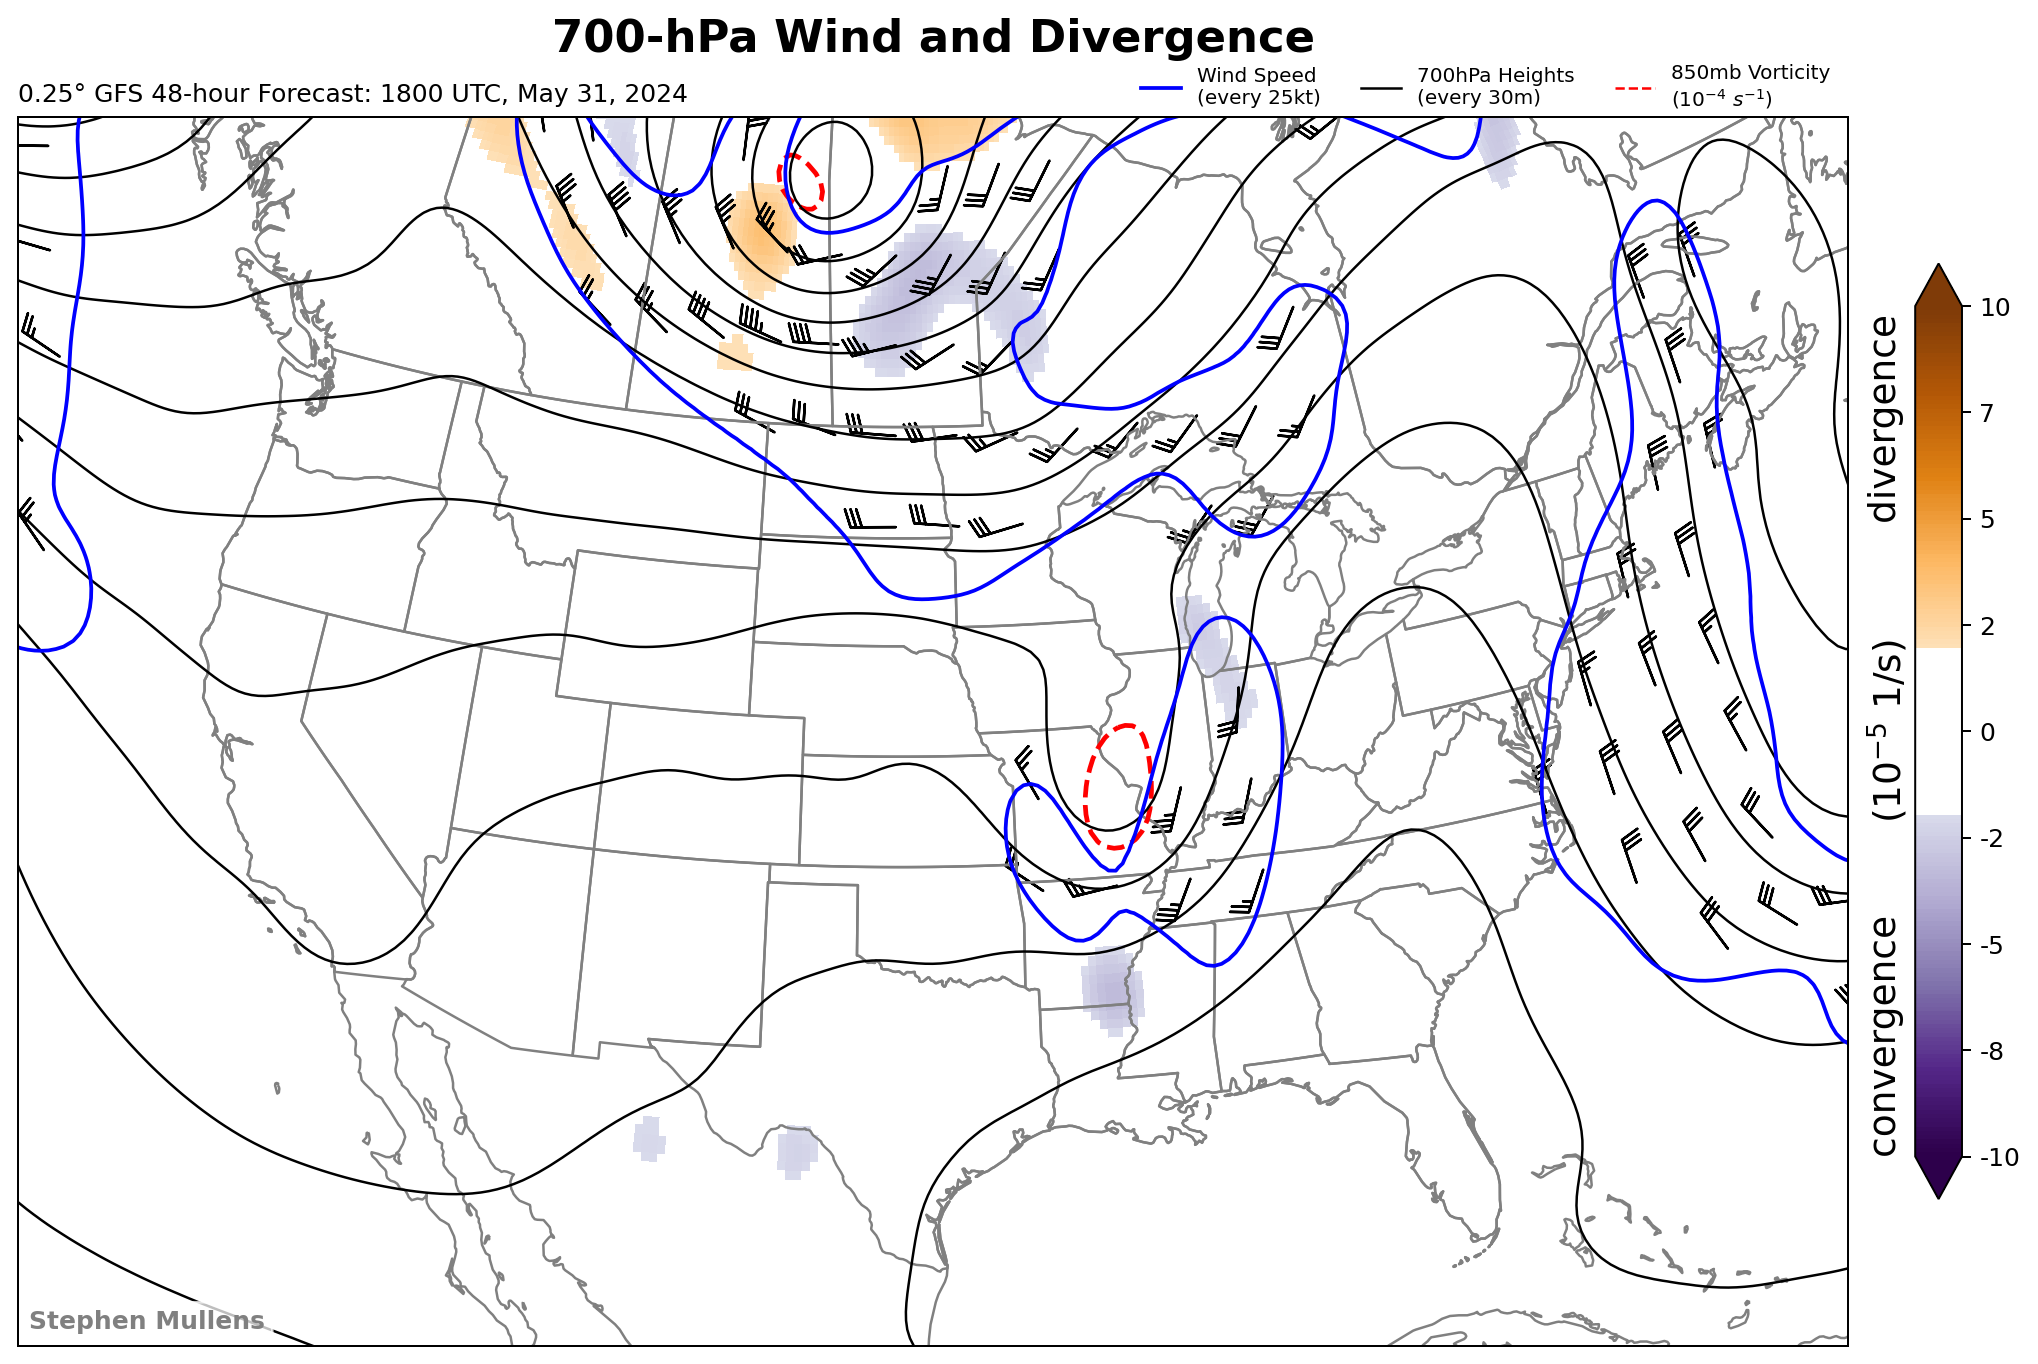 700-hPa Wind and Divergence
0.25° GFS 48-hour Forecast: 1800 UTC, May 31, 2024
Wind Speed
(every 25kt)
700hPa Heights
(every 30m)
850mb Vorticity
(10⁻⁴ s⁻¹)
10
7
5
2
0
-2
-5
-8
-10
convergence (10⁻⁵ 1/s) divergence
Stephen Mullens